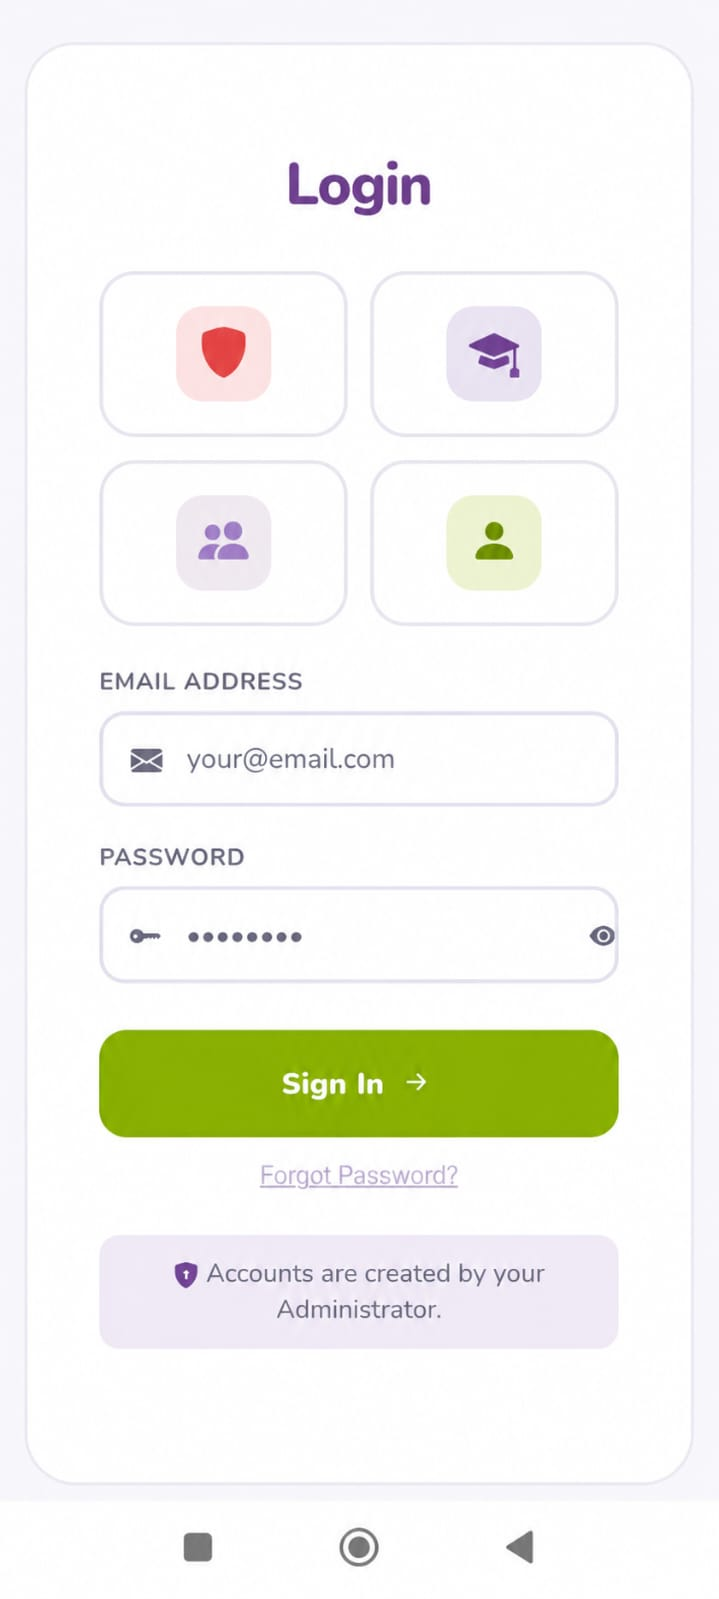 Login
EMAIL ADDRESS
your@email.com
PASSWORD
Sign In →
Forgot Password?
Accounts are created by your
Administrator.